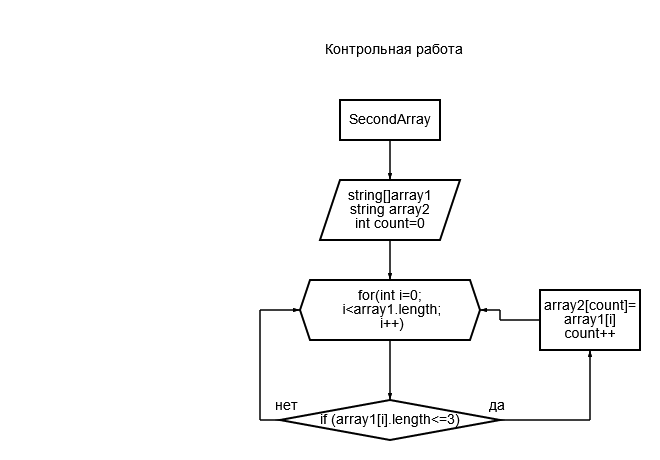 Контрольная работа
SecondArray
string[]array1
string array2
int count=0
for(int i=0;
i<array1.length;
i++)
array2[count]=
array1[i]
count++
нет
да
if (array1[i].length<=3)